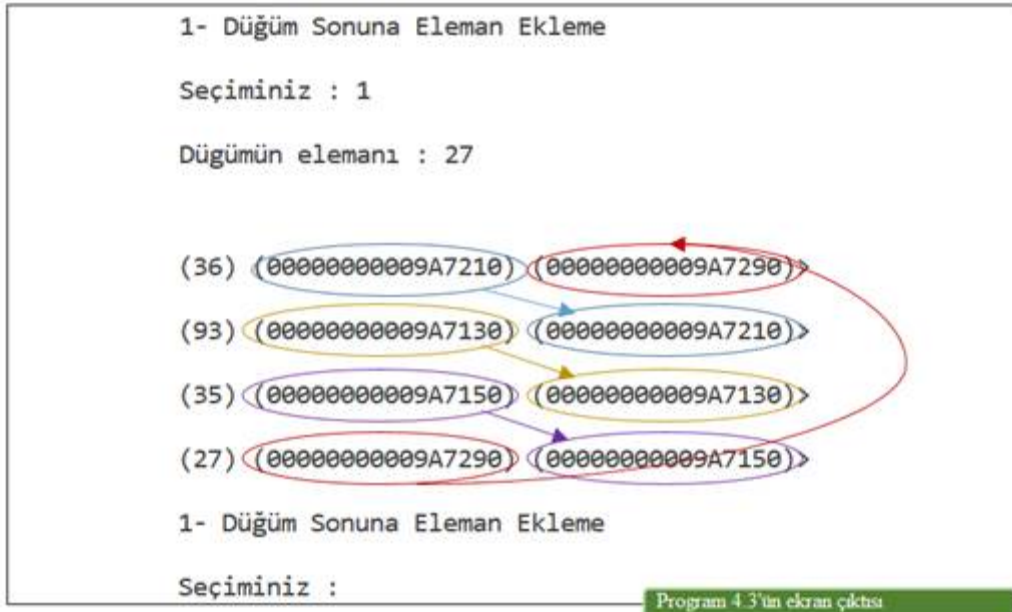 1- Düğüm Sonuna Eleman Ekleme
Seçiminiz : 1
Dügümün elemanı : 27
(36) (00000000009A7210) (00000000009A7290)>
(93) (00000000009A7130) (00000000009A7210)>
(35) (00000000009A7150) (00000000009A7130)>
(27) (00000000009A7290) (00000000009A7150)>
1- Düğüm Sonuna Eleman Ekleme
Seçiminiz :
Program 4.3'ün ekran çıktısı